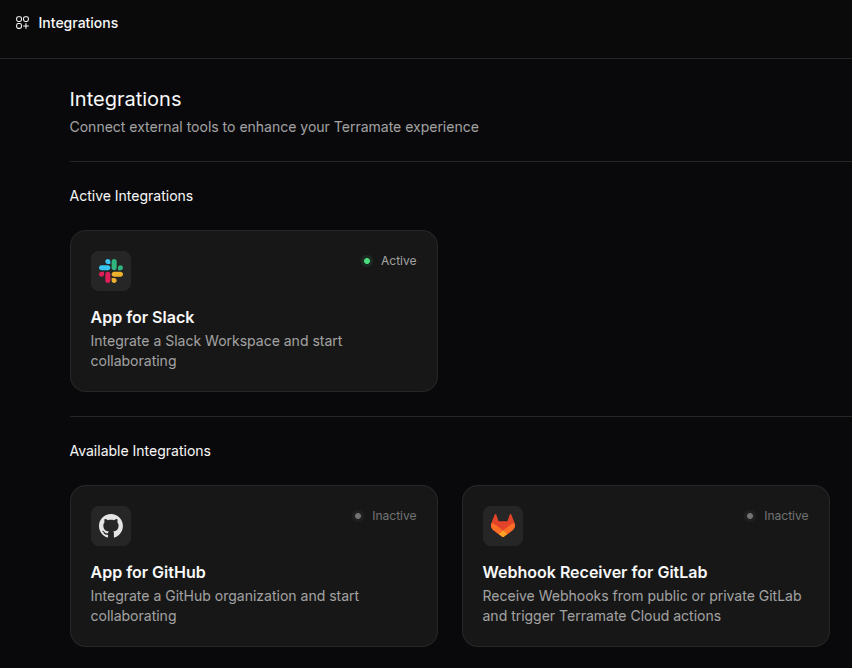 Integrations
Integrations
Connect external tools to enhance your Terramate experience
Active Integrations
Active
App for Slack
Integrate a Slack Workspace and start
collaborating
Available Integrations
Inactive
App for GitHub
Integrate a GitHub organization and start
collaborating
Inactive
Webhook Receiver for GitLab
Receive Webhooks from public or private GitLab
and trigger Terramate Cloud actions